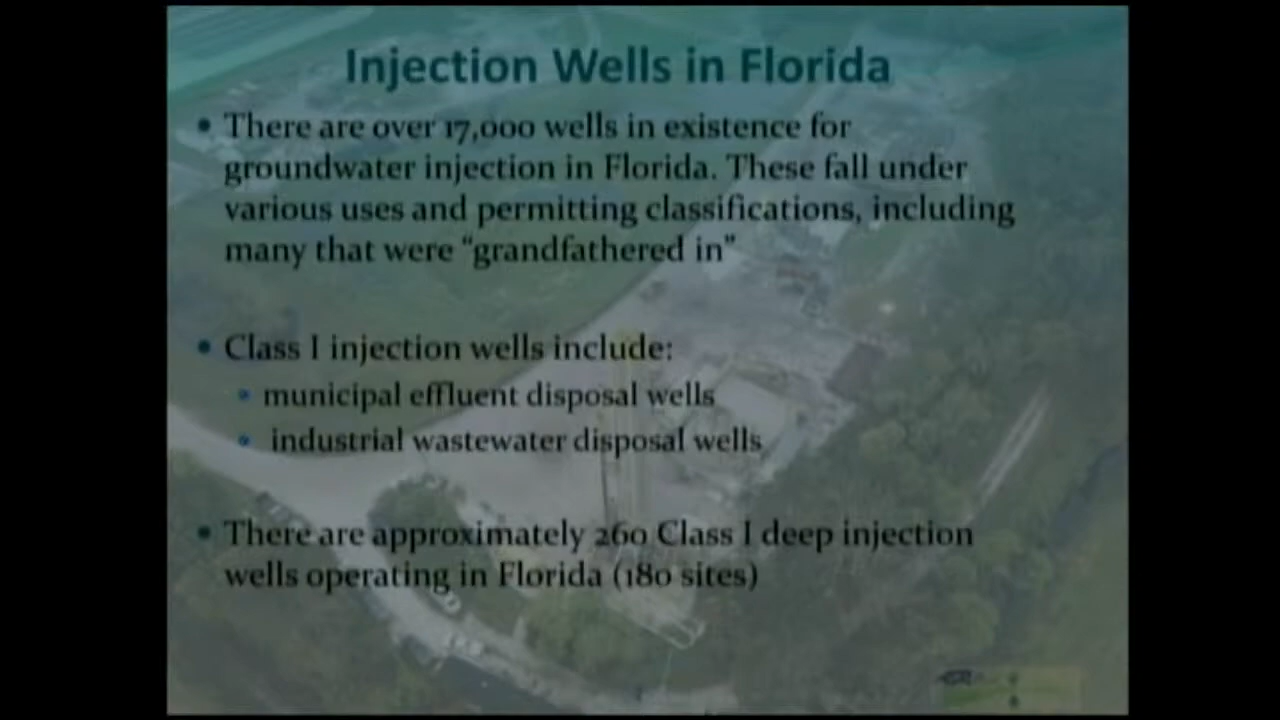 Injection Wells in Florida
• There are over 17,000 wells in existence for
groundwater injection in Florida. These fall under
various uses and permitting classifications, including
many that were “grandfathered in”
• Class I injection wells include:
• municipal effluent disposal wells
• industrial wastewater disposal wells
• There are approximately 260 Class I deep injection
wells operating in Florida (180 sites)